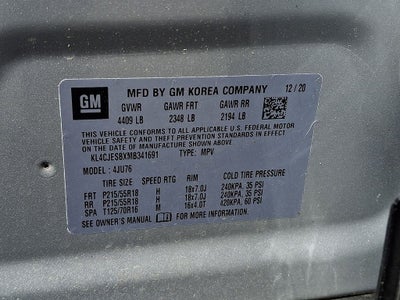 GM
MFD BY GM KOREA COMPANY 12/20
GVWR GAWR FRT GAWR RR
4409 LB 2348 LB 2194 LB
THIS VEHICLE CONFORMS TO ALL APPLICABLE U.S. FEDERAL MOTOR
VEHICLE SAFETY AND THEFT PREVENTION STANDARDS IN EFFECT ON
THE DATE OF MANUFACTURE SHOWN ABOVE.
KL4CJESBXMB341691 TYPE: MPV
MODEL: 4JU76
TIRE SIZE SPEED RTG RIM COLD TIRE PRESSURE
FRT P215/55R18 H 18x7.0J 240KPA, 35 PSI
RR P215/55R18 H 18x7.0J 240KPA, 35 PSI
SPA T125/70R16 M 16x4.0T 420KPA, 60 PSI
SEE OWNER'S MANUAL FOR MORE INFORMATION.